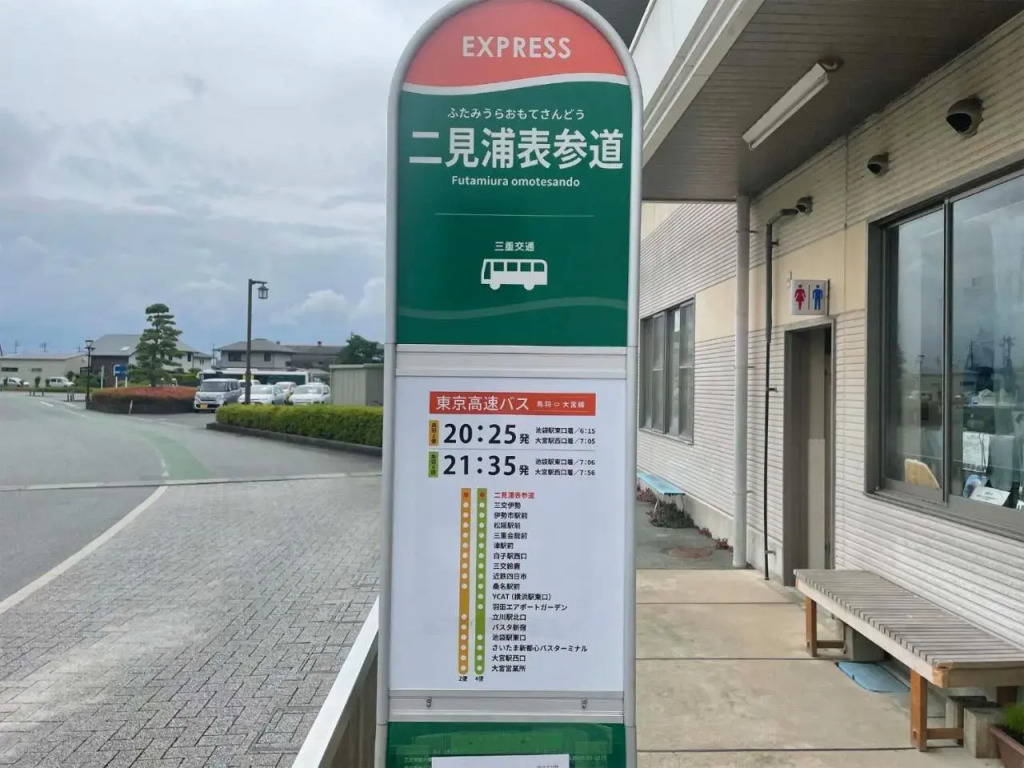 EXPRESS
ふたみうらおもてさんどう
二見浦表参道
Futamiura omotesando
三重交通
東京高速バス 鳥羽⇔大宮線
20:25発 池袋駅東口着/6:15
大宮駅西口着/7:05
21:35発 池袋駅東口着/7:06
大宮駅西口着/7:56
二見浦表参道
三交伊勢
伊勢市駅前
松阪駅前
三重会館前
津駅前
白子駅西口
三交鈴鹿
近鉄四日市
桑名駅前
YCAT(横浜駅東口)
羽田エアポートガーデン
立川駅北口
バスタ新宿
池袋駅東口
さいたま新都心バスターミナル
大宮駅西口
大宮営業所
2便 4便